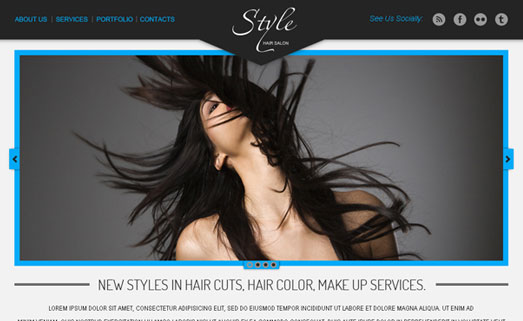 ABOUT US | SERVICES | PORTFOLIO | CONTACTS
Style
HAIR SALON
See Us Socially:
NEW STYLES IN HAIR CUTS, HAIR COLOR, MAKE UP SERVICES.
LOREM IPSUM DOLOR SIT AMET, CONSECTETUR ADIPISICING ELIT, SED DO EIUSMOD TEMPOR INCIDIDUNT UT LABORE ET DOLORE MAGNA ALIQUA. UT ENIM AD